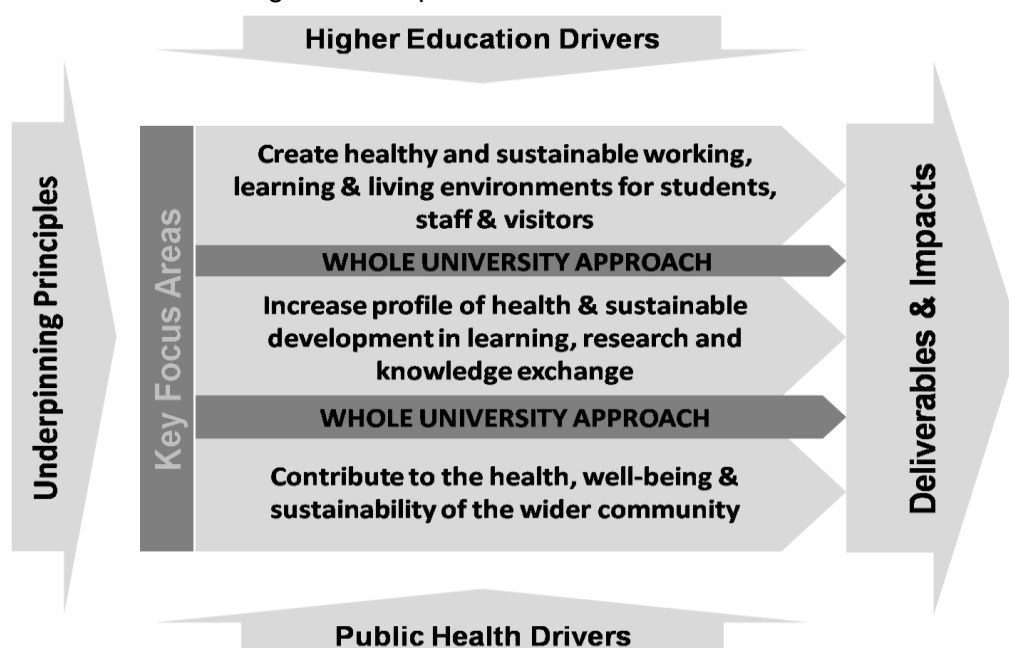 Higher Education Drivers
Underpinning Principles
Key Focus Areas
Create healthy and sustainable working,
learning & living environments for students,
staff & visitors
WHOLE UNIVERSITY APPROACH
Increase profile of health & sustainable
development in learning, research and
knowledge exchange
WHOLE UNIVERSITY APPROACH
Contribute to the health, well-being &
sustainability of the wider community
Deliverables & Impacts
Public Health Drivers